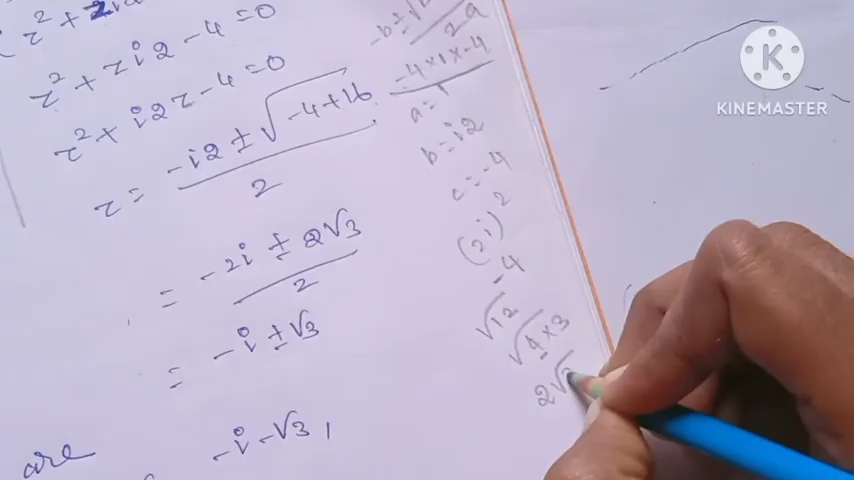 z² + zi2 - 4 = 0
z² + i2z - 4 = 0
z = -i2 ± √-4+16 / 2
= -2i ± 2√3 / 2
= -i ± √3
are -i - √3,
2a
-4×1×-4
a = 1
b = i2
c = -4
(2i)²
-4
√12
√4×3
2√3
KINEMASTER